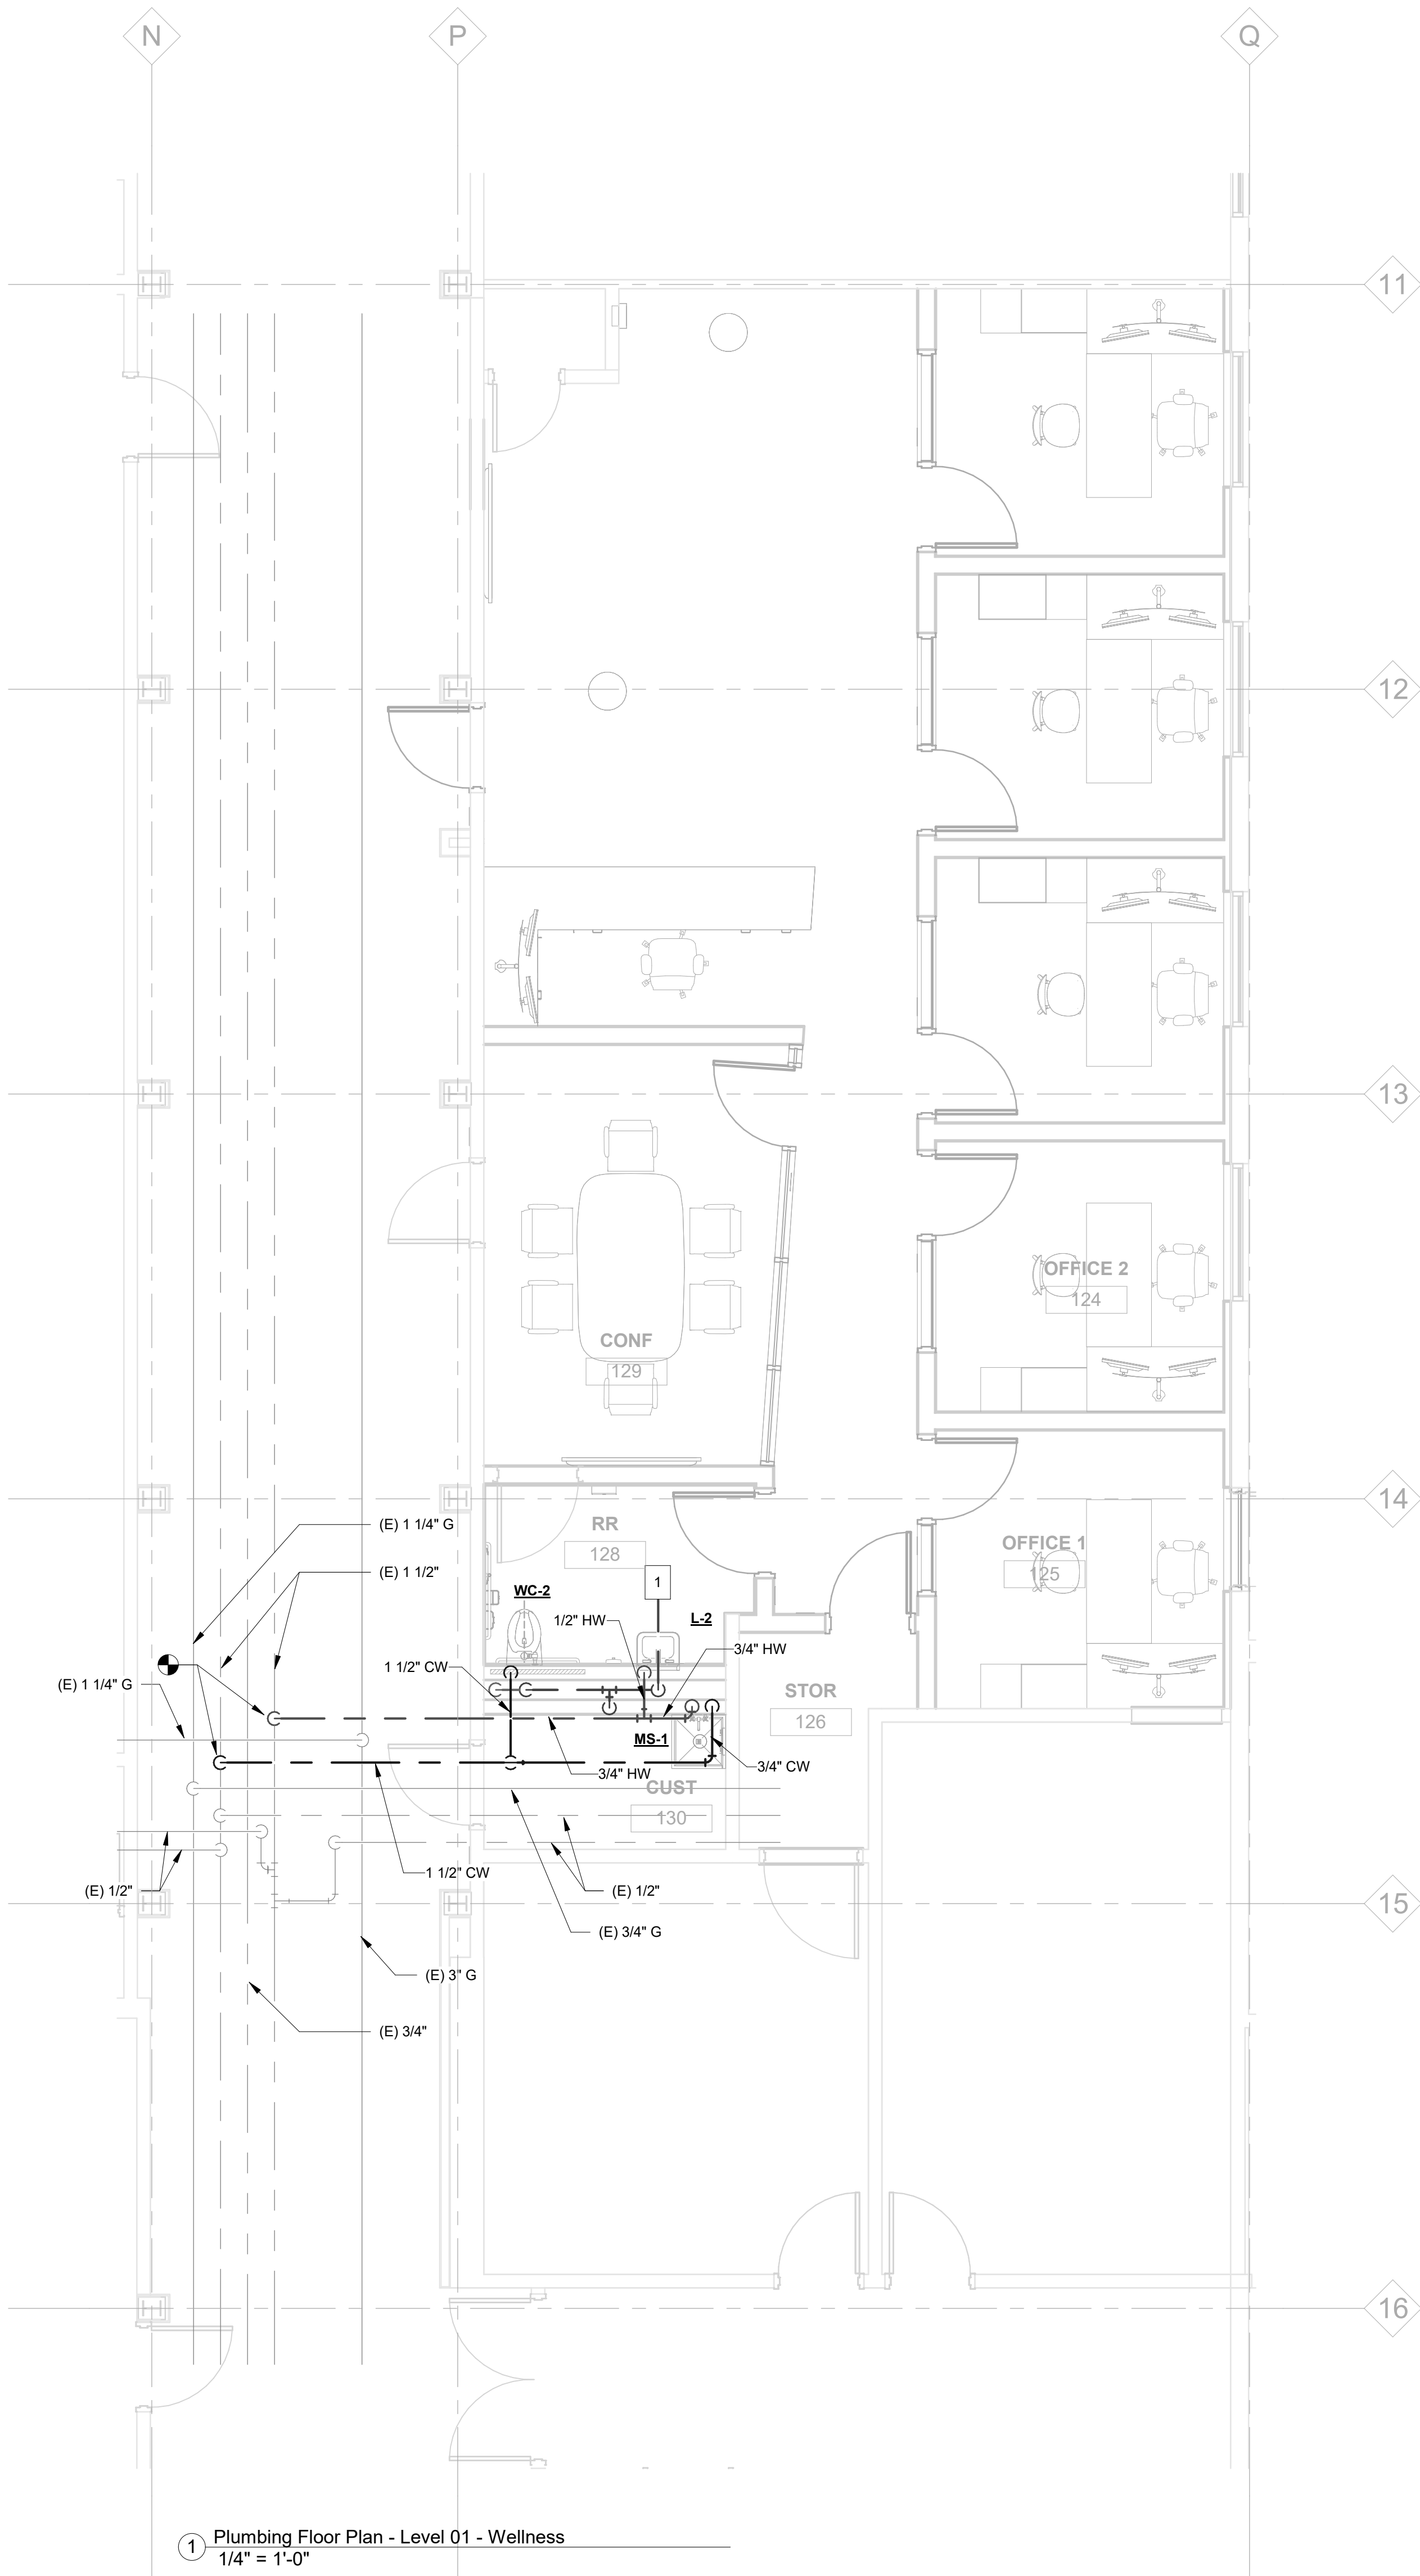 N
P
Q
11
12
13
OFFICE 2
124
CONF
129
14
(E) 1 1/4" G
RR
128
OFFICE 1
125
(E) 1 1/2"
1
WC-2
1/2" HW
L-2
3/4" HW
1 1/2" CW
(E) 1 1/4" G
STOR
126
MS-1
3/4" HW
3/4" CW
CUST
130
1 1/2" CW
(E) 1/2"
(E) 1/2"
15
(E) 3/4" G
(E) 3" G
(E) 3/4"
16
1
Plumbing Floor Plan - Level 01 - Wellness
1/4" = 1'-0"